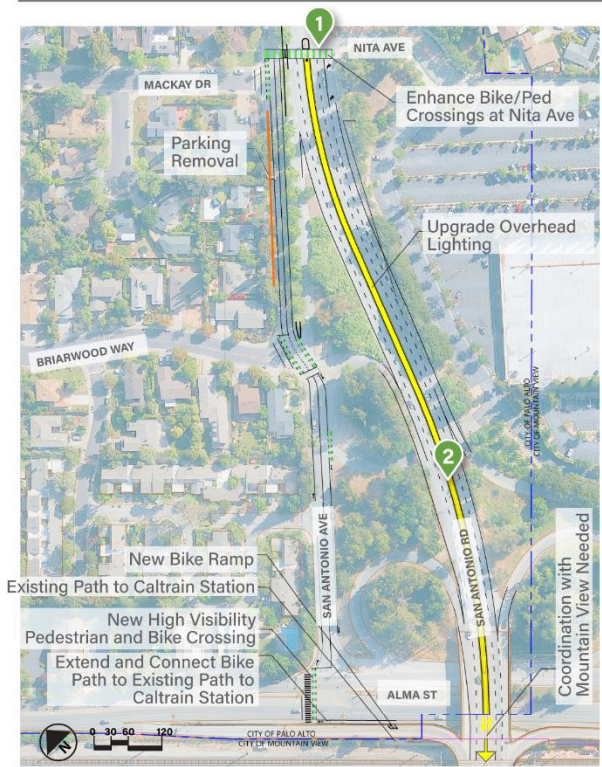 1
NITA AVE
MACKAY DR
Enhance Bike/Ped
Crossings at Nita Ave
Parking
Removal
Upgrade Overhead
Lighting
BRIARWOOD WAY
CITY OF PALO ALTO
CITY OF MOUNTAIN VIEW
2
SAN ANTONIO AVE
SAN ANTONIO RD
Coordination with
Mountain View Needed
New Bike Ramp
Existing Path to Caltrain Station
New High Visibility
Pedestrian and Bike Crossing
Extend and Connect Bike
Path to Existing Path to
Caltrain Station
ALMA ST
N
0 30 60 120
CITY OF PALO ALTO
CITY OF MOUNTAIN VIEW